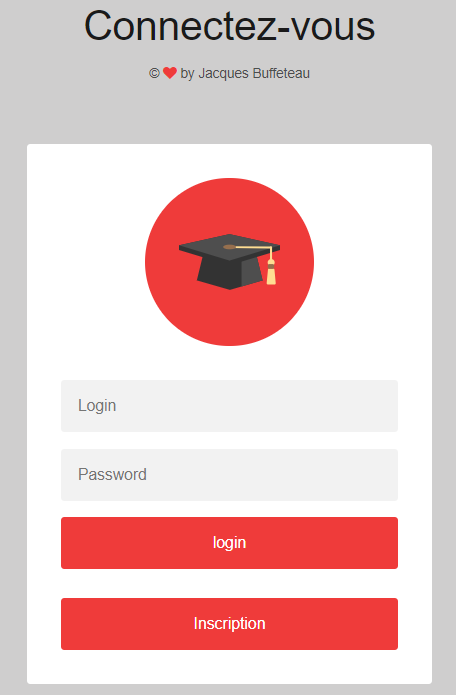 Connectez-vous
© ❤ by Jacques Buffeteau
Login
Password
login
Inscription